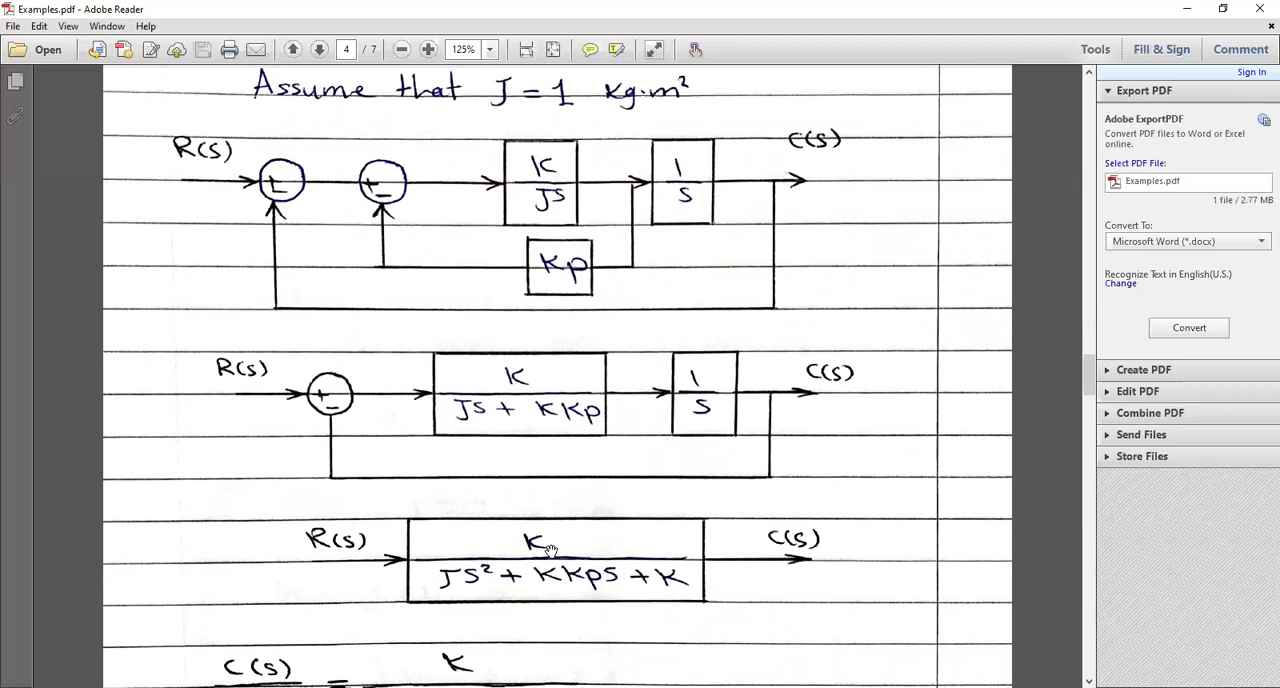 Examples.pdf - Adobe Reader
File Edit View Window Help
Open 4 / 7 125% Tools Fill & Sign Comment
Sign In
Export PDF
Adobe ExportPDF
Convert PDF files to Word or Excel
online.
Select PDF File:
Examples.pdf
1 file / 2.77 MB
Convert To:
Microsoft Word (*.docx)
Recognize Text in English(U.S.)
Change
Convert
Create PDF
Edit PDF
Combine PDF
Send Files
Store Files
Assume that J = 1 Kg.m²
R(S) C(S)
+ - + -
K 1
JS S
Kp
R(S) C(S)
+ -
K 1
JS + KKp S
R(S) C(S)
K
JS² + KKpS + K
C(S) = K